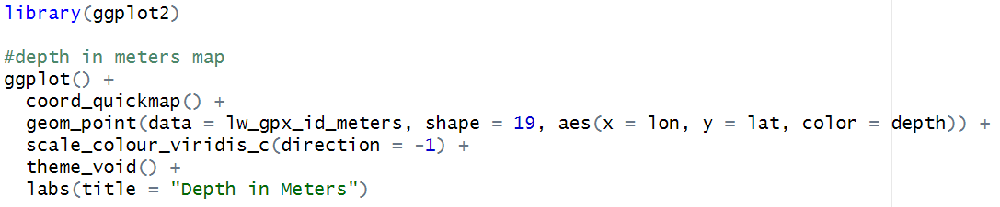 library(ggplot2)
#depth in meters map
ggplot() +
coord_quickmap() +
geom_point(data = lw_gpx_id_meters, shape = 19, aes(x = lon, y = lat, color = depth)) +
scale_colour_viridis_c(direction = -1) +
theme_void() +
labs(title = "Depth in Meters")